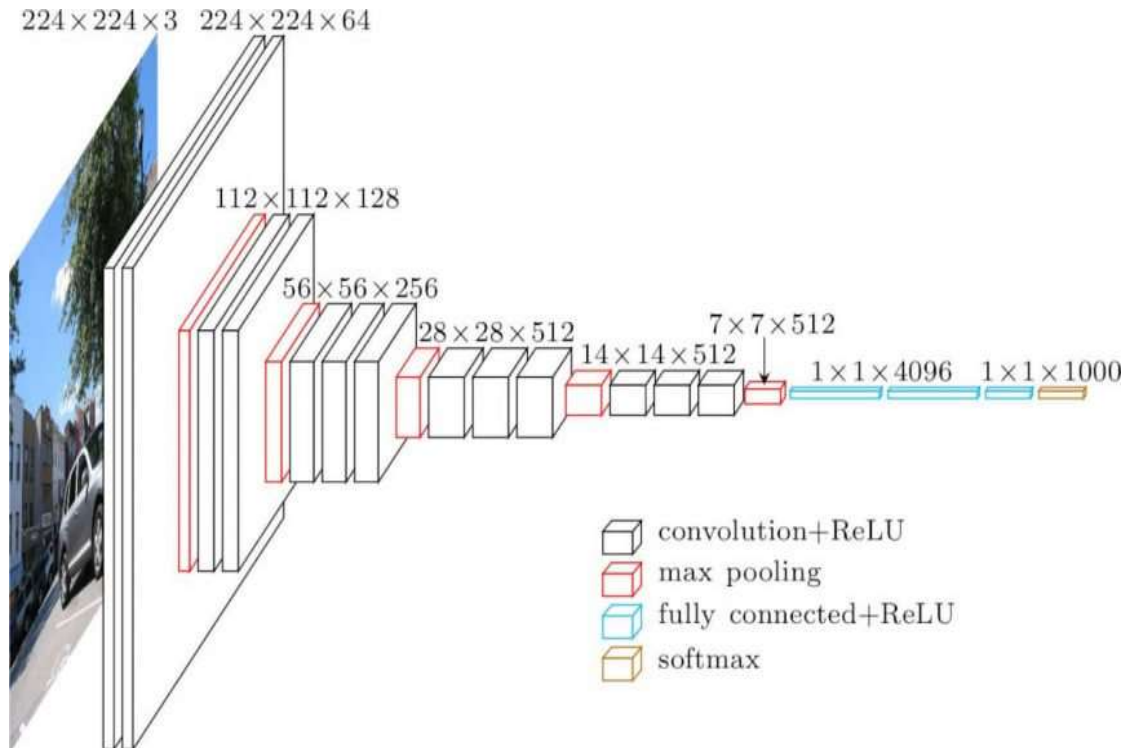 224×224×3
224×224×64
112×112×128
56×56×256
28×28×512
14×14×512
7×7×512
1×1×4096
1×1×1000
convolution+ReLU
max pooling
fully connected+ReLU
softmax